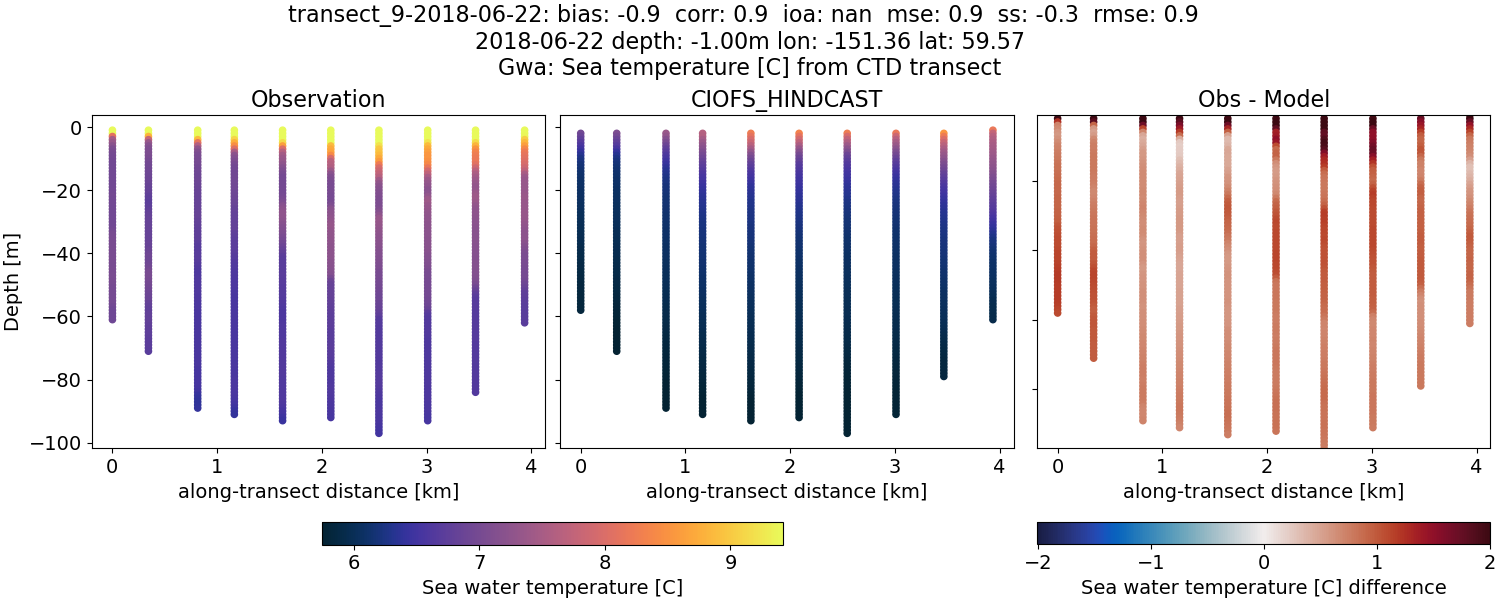 transect_9-2018-06-22: bias: -0.9  corr: 0.9  ioa: nan  mse: 0.9  ss: -0.3  rmse: 0.9
2018-06-22 depth: -1.00m lon: -151.36 lat: 59.57
Gwa: Sea temperature [C] from CTD transect
Observation
CIOFS_HINDCAST
Obs - Model
Depth [m]
0
−20
−40
−60
−80
−100
0 1 2 3 4
0 1 2 3 4
0 1 2 3 4
along-transect distance [km]
along-transect distance [km]
along-transect distance [km]
6 7 8 9
Sea water temperature [C]
−2 −1 0 1 2
Sea water temperature [C] difference